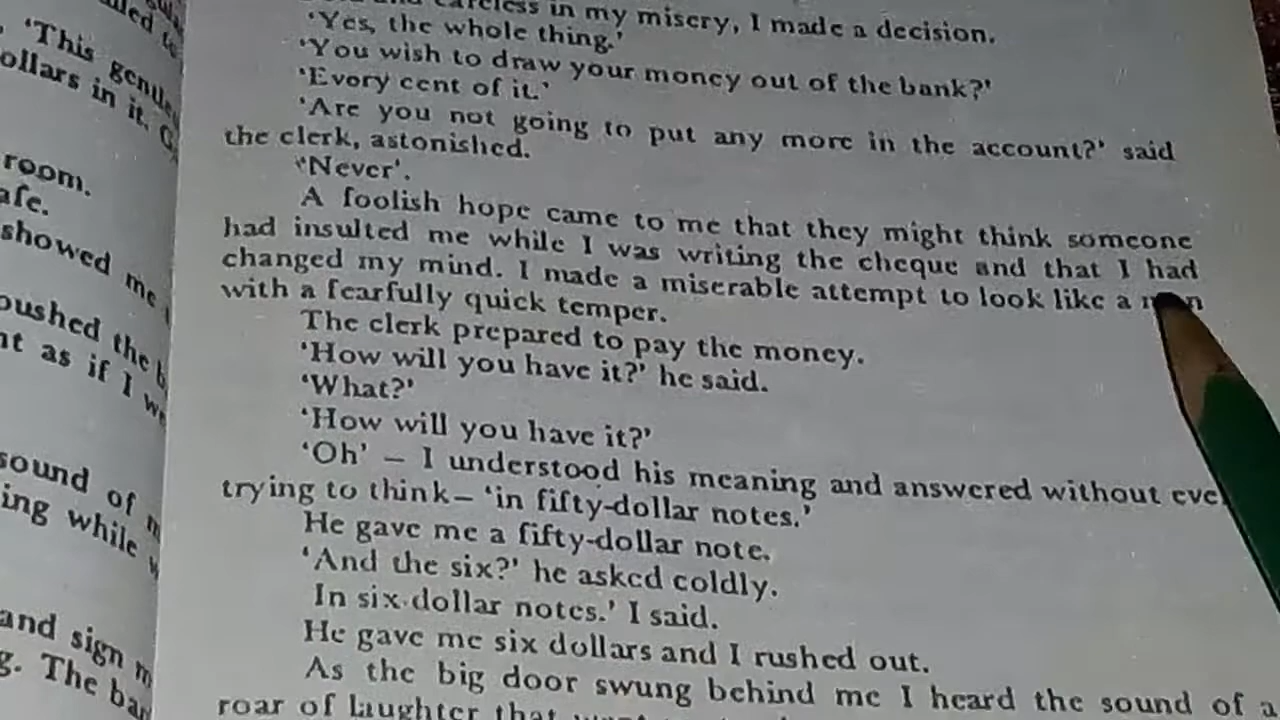 'This
ollars in it.
room.
afe.
showed me
oushed the
nt as if I
sound of
ing while
and sign
g. The
in my misery, I made a decision.
'Yes, the whole thing.'
'You wish to draw your money out of the bank?'
'Every cent of it.'
'Are you not going to put any more in the account?' said
the clerk, astonished.
'Never'.
A foolish hope came to me that they might think someone
had insulted me while I was writing the cheque and that I had
changed my mind. I made a miserable attempt to look like a
with a fearfully quick temper.
The clerk prepared to pay the money.
'How will you have it?' he said.
'What?'
'How will you have it?'
'Oh' – I understood his meaning and answered without
trying to think – 'in fifty-dollar notes.'
He gave me a fifty-dollar note.
'And the six?' he asked coldly.
In six-dollar notes.' I said.
He gave me six dollars and I rushed out.
As the big door swung behind me I heard the sound of a
roar of laughter that